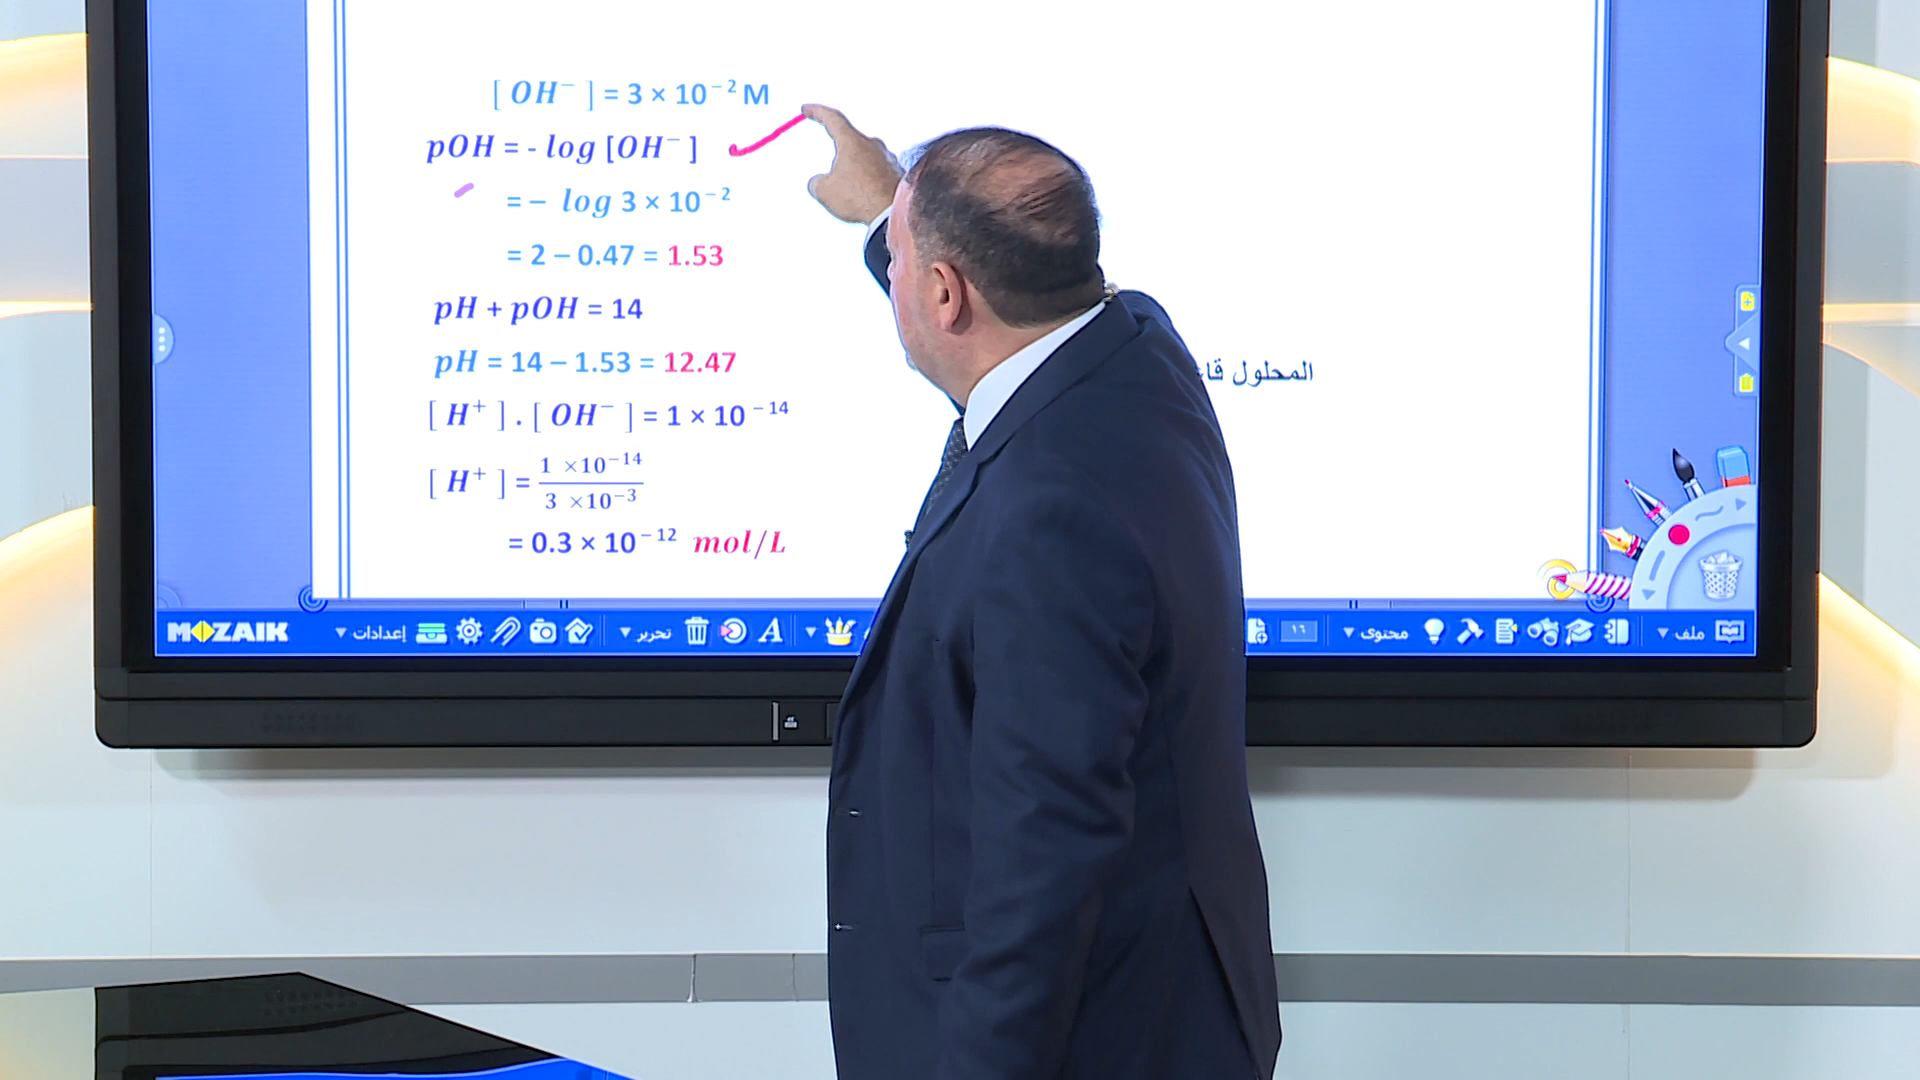 [ OH⁻ ] = 3 × 10⁻² M
pOH = - log [OH⁻ ]
= − log 3 × 10⁻²
= 2 − 0.47 = 1.53
pH + pOH = 14
pH = 14 − 1.53 = 12.47
المحلول
[ H⁺ ] . [ OH⁻ ] = 1 × 10⁻¹⁴
[ H⁺ ] = 1 ×10⁻¹⁴ / 3 ×10⁻³
= 0.3 × 10⁻¹² mol/L
MOZAIK
ملف محتوى ١٦ A تحرير إعدادات